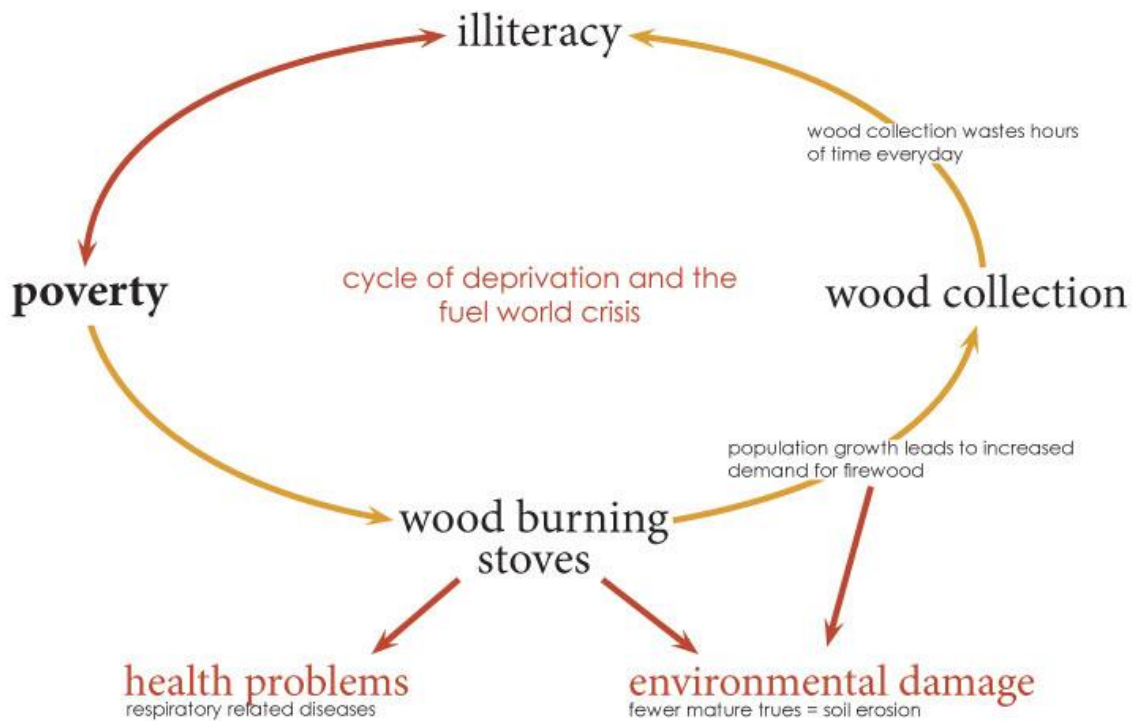 illiteracy
wood collection wastes hours
of time everyday
poverty
cycle of deprivation and the
fuel world crisis
wood collection
population growth leads to increased
demand for firewood
wood burning
stoves
health problems
respiratory related diseases
environmental damage
fewer mature trues = soil erosion